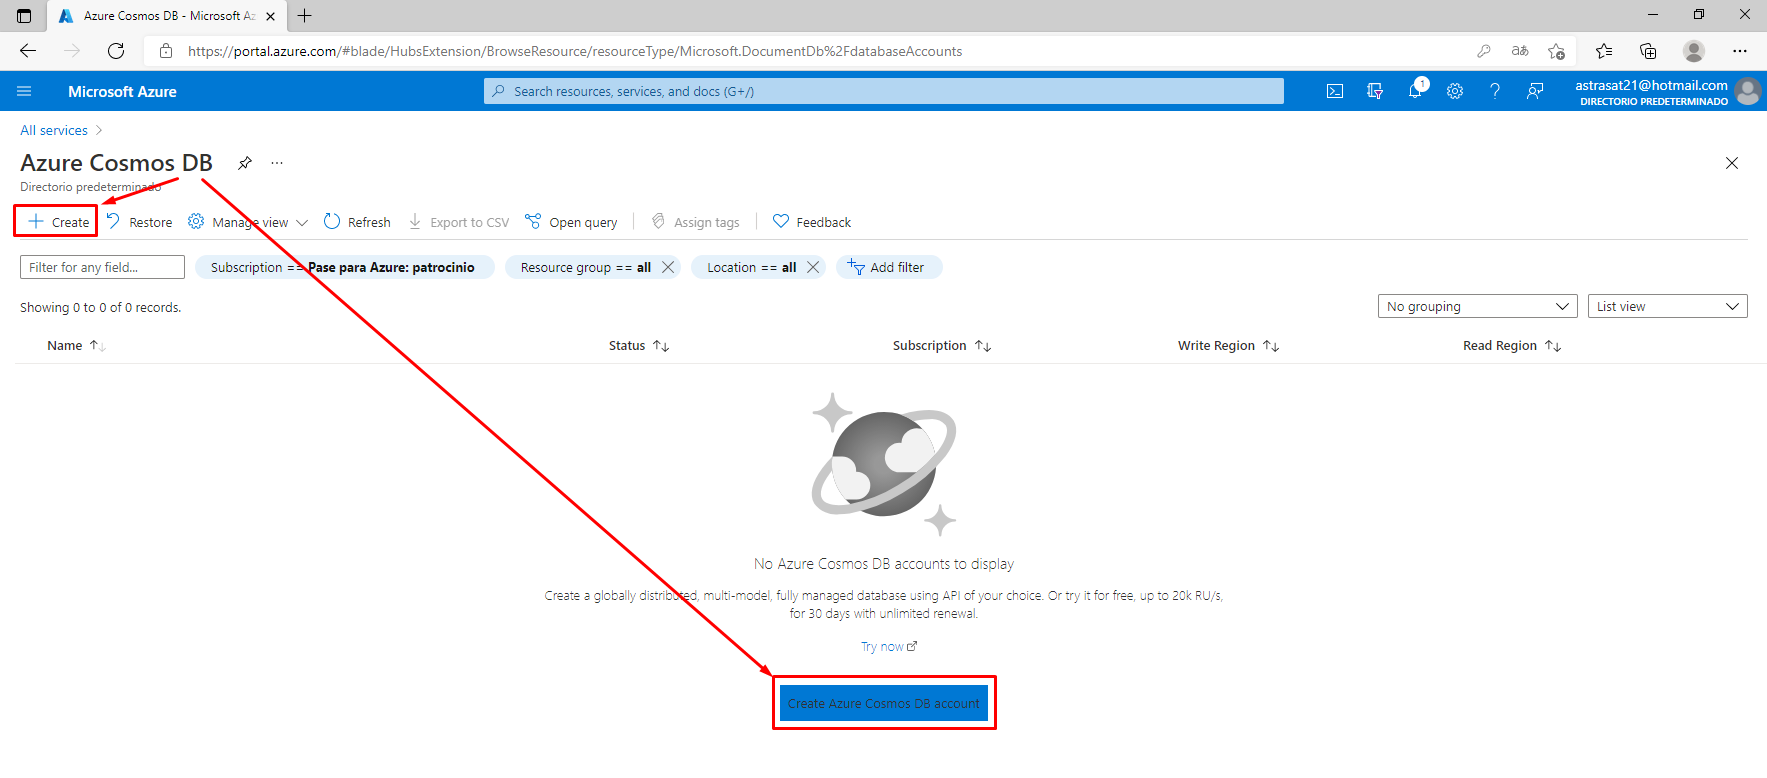 Azure Cosmos DB - Microsoft Az
https://portal.azure.com/#blade/HubsExtension/BrowseResource/resourceType/Microsoft.DocumentDb%2FdatabaseAccounts
aあ
Microsoft Azure
Search resources, services, and docs (G+/)
1
astrasat21@hotmail.com
DIRECTORIO PREDETERMINADO
All services
Azure Cosmos DB
Directorio predeterminado
Create Restore Manage view Refresh Export to CSV Open query Assign tags Feedback
Filter for any field... Subscription == Pase para Azure: patrocinio Resource group == all Location == all Add filter
Showing 0 to 0 of 0 records. No grouping List view
Name Status Subscription Write Region Read Region
No Azure Cosmos DB accounts to display
Create a globally distributed, multi-model, fully managed database using API of your choice. Or try it for free, up to 20k RU/s,
for 30 days with unlimited renewal.
Try now
Create Azure Cosmos DB account